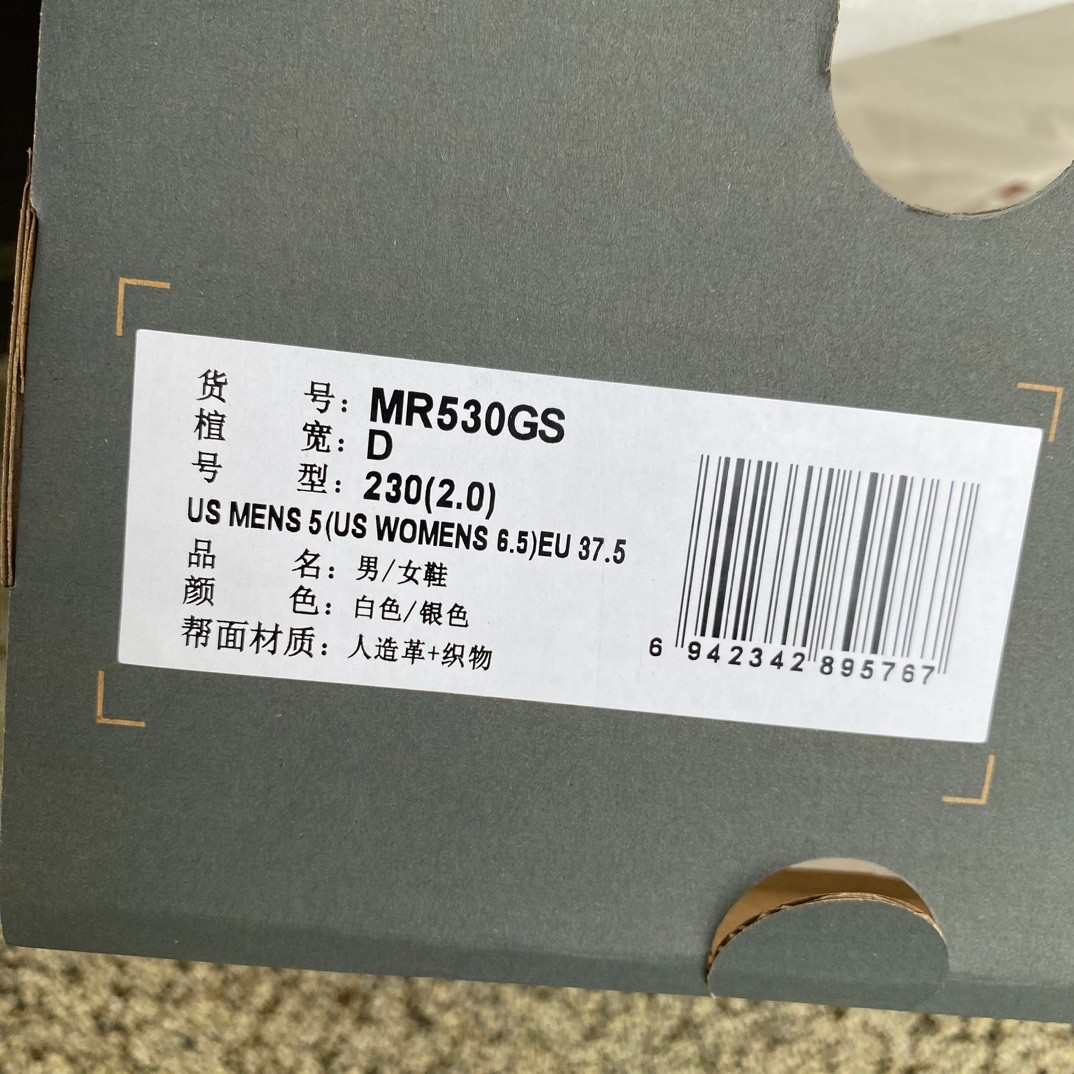 货 号：MR530GS
楦 宽：D
号 型：230(2.0)
US MENS 5(US WOMENS 6.5)EU 37.5
品 名：男/女鞋
颜 色：白色/银色
帮面材质：人造革+织物
6 942342 895767